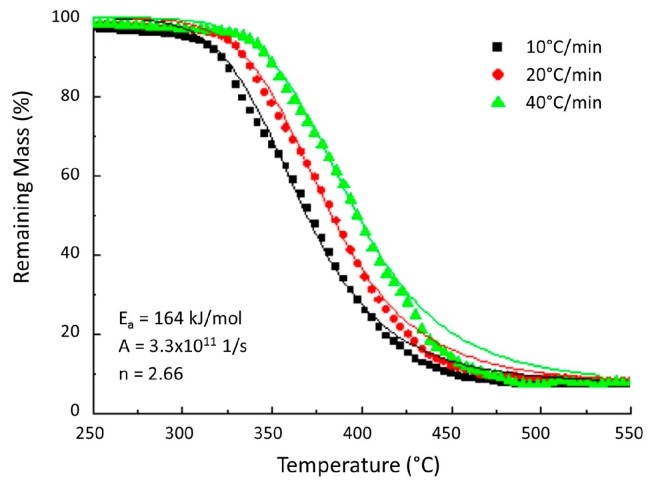 100
80
60
40
20
0
Remaining Mass (%)
10°C/min
20°C/min
40°C/min
Eₐ = 164 kJ/mol
A = 3.3x10¹¹ 1/s
n = 2.66
250 300 350 400 450 500 550
Temperature (°C)